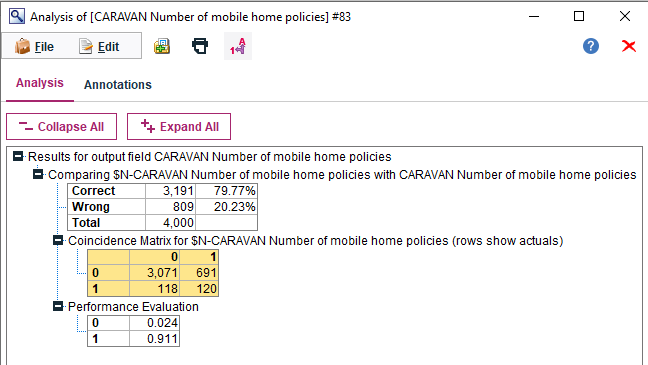 Analysis of [CARAVAN Number of mobile home policies] #83
File Edit
Analysis Annotations
Collapse All Expand All
Results for output field CARAVAN Number of mobile home policies
Comparing $N-CARAVAN Number of mobile home policies with CARAVAN Number of mobile home policies
Correct 3,191 79.77%
Wrong 809 20.23%
Total 4,000
Coincidence Matrix for $N-CARAVAN Number of mobile home policies (rows show actuals)
0 1
0 3,071 691
1 118 120
Performance Evaluation
0 0.024
1 0.911